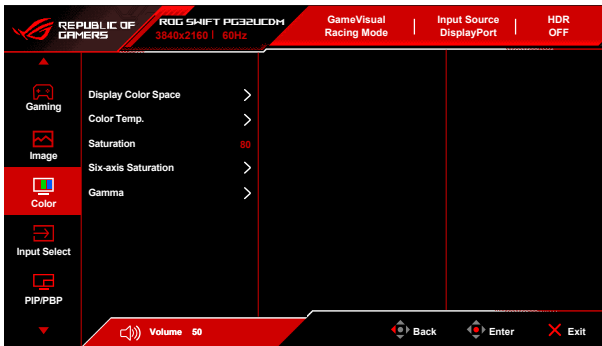 REPUBLIC OF
GAMERS
ROG SWIFT PG32UCDM
3840x2160 | 60Hz
GameVisual
Racing Mode
Input Source
DisplayPort
HDR
OFF
Gaming
Image
Color
Input Select
PIP/PBP
Display Color Space
Color Temp.
Saturation 80
Six-axis Saturation
Gamma
Volume 50
Back
Enter
Exit